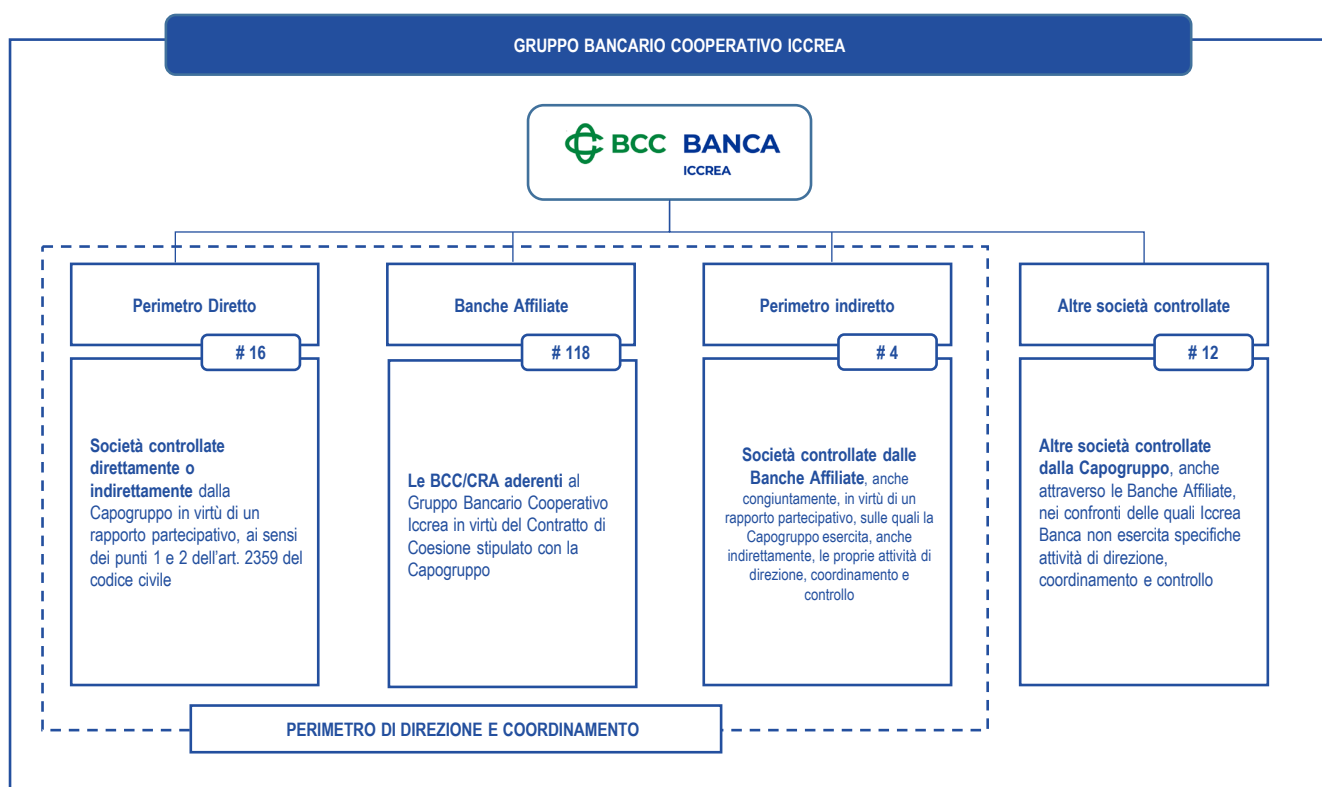 GRUPPO BANCARIO COOPERATIVO ICCREA
BCC BANCA
ICCREA
Perimetro Diretto
# 16
Società controllate
direttamente o
indirettamente dalla
Capogruppo in virtù di un
rapporto partecipativo, ai sensi
dei punti 1 e 2 dell'art. 2359 del
codice civile
Banche Affiliate
# 118
Le BCC/CRA aderenti al
Gruppo Bancario Cooperativo
Iccrea in virtù del Contratto di
Coesione stipulato con la
Capogruppo
Perimetro indiretto
# 4
Società controllate dalle
Banche Affiliate, anche
congiuntamente, in virtù di un
rapporto partecipativo, sulle quali la
Capogruppo esercita, anche
indirettamente, le proprie attività di
direzione, coordinamento e
controllo
Altre società controllate
# 12
Altre società controllate
dalla Capogruppo, anche
attraverso le Banche Affiliate,
nei confronti delle quali Iccrea
Banca non esercita specifiche
attività di direzione,
coordinamento e controllo
PERIMETRO DI DIREZIONE E COORDINAMENTO